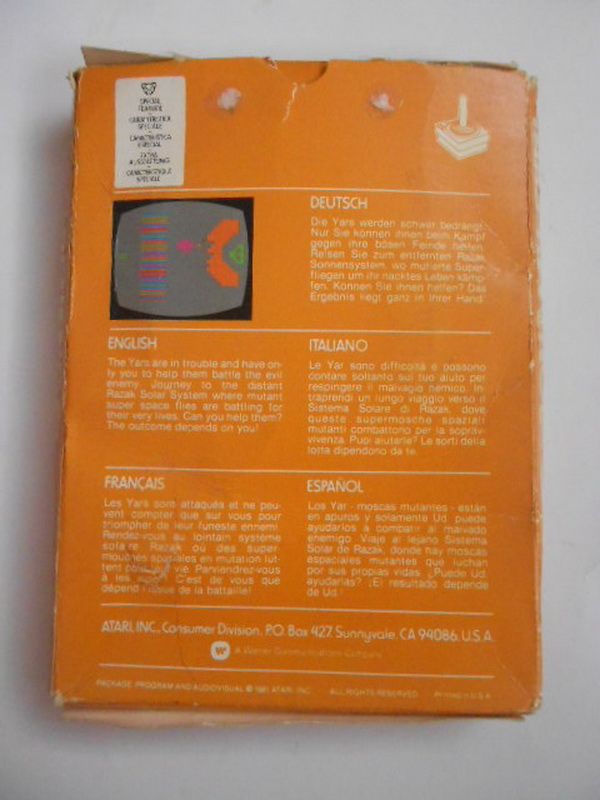 SPECIAL
FEATURE
CARACTERISTICA
ESPECIAL
EXTRA
AUSSTATTUNG
DEUTSCH
Die Yars werden schwer bedrängt.
Nur Sie können ihnen beim Kampf
gegen ihre bösen Feinde helfen.
Reisen Sie zum entfernten Razak
Sonnensystem, wo mutierte Super-
fliegen um ihr nacktes Leben kämp-
fen. Können Sie ihnen helfen? Das
Ergebnis liegt ganz in Ihrer Hand.
ENGLISH
The Yars are in trouble and have on-
ly you to help them battle the evil
enemy. Journey to the distant
Razak Solar System where mutant
super space flies are battling for
their very lives. Can you help them?
The outcome depends on you!
ITALIANO
Le Yar sono difficoltà e possono
contare soltanto sul tuo aiuto per
respingere il malvagio nemico. In-
traprendi un lungo viaggio verso il
Sistema Solare di Razak, dove
queste supermosche spaziali
mutanti combattono per la soprav-
vivenza. Puoi aiutarle? Le sorti della
lotta dipendono da te.
FRANÇAIS
Les Yars sont attaqués et ne peu-
vent compter que sur vous pour
triompher de leur funeste ennemi.
Rendez-vous au lointain système
solaire Razak où des super-
mouches spatiales en mutation lut-
tent pour vie. Parviendrez-vous
à les C'est de vous que
dépend l'issue de la bataille!
ESPAÑOL
Los Yar - moscas mutantes - están
en apuros y solamente Ud. puede
ayudarlos a combatir al malvado
enemigo. Viaje al lejano Sistema
Solar de Razak, donde hay moscas
espaciales mutantes que luchan
por sus propias vidas. ¿Puede Ud.
ayudarlas? ¡El resultado depende
de Ud.!
ATARI, INC., Consumer Division, P.O. Box 427, Sunnyvale, CA 94086, U.S.A.
A Warner Communications Company
PACKAGE, PROGRAM AND AUDIOVISUAL © 1981 ATARI, INC. ALL RIGHTS RESERVED. Printed in U.S.A.